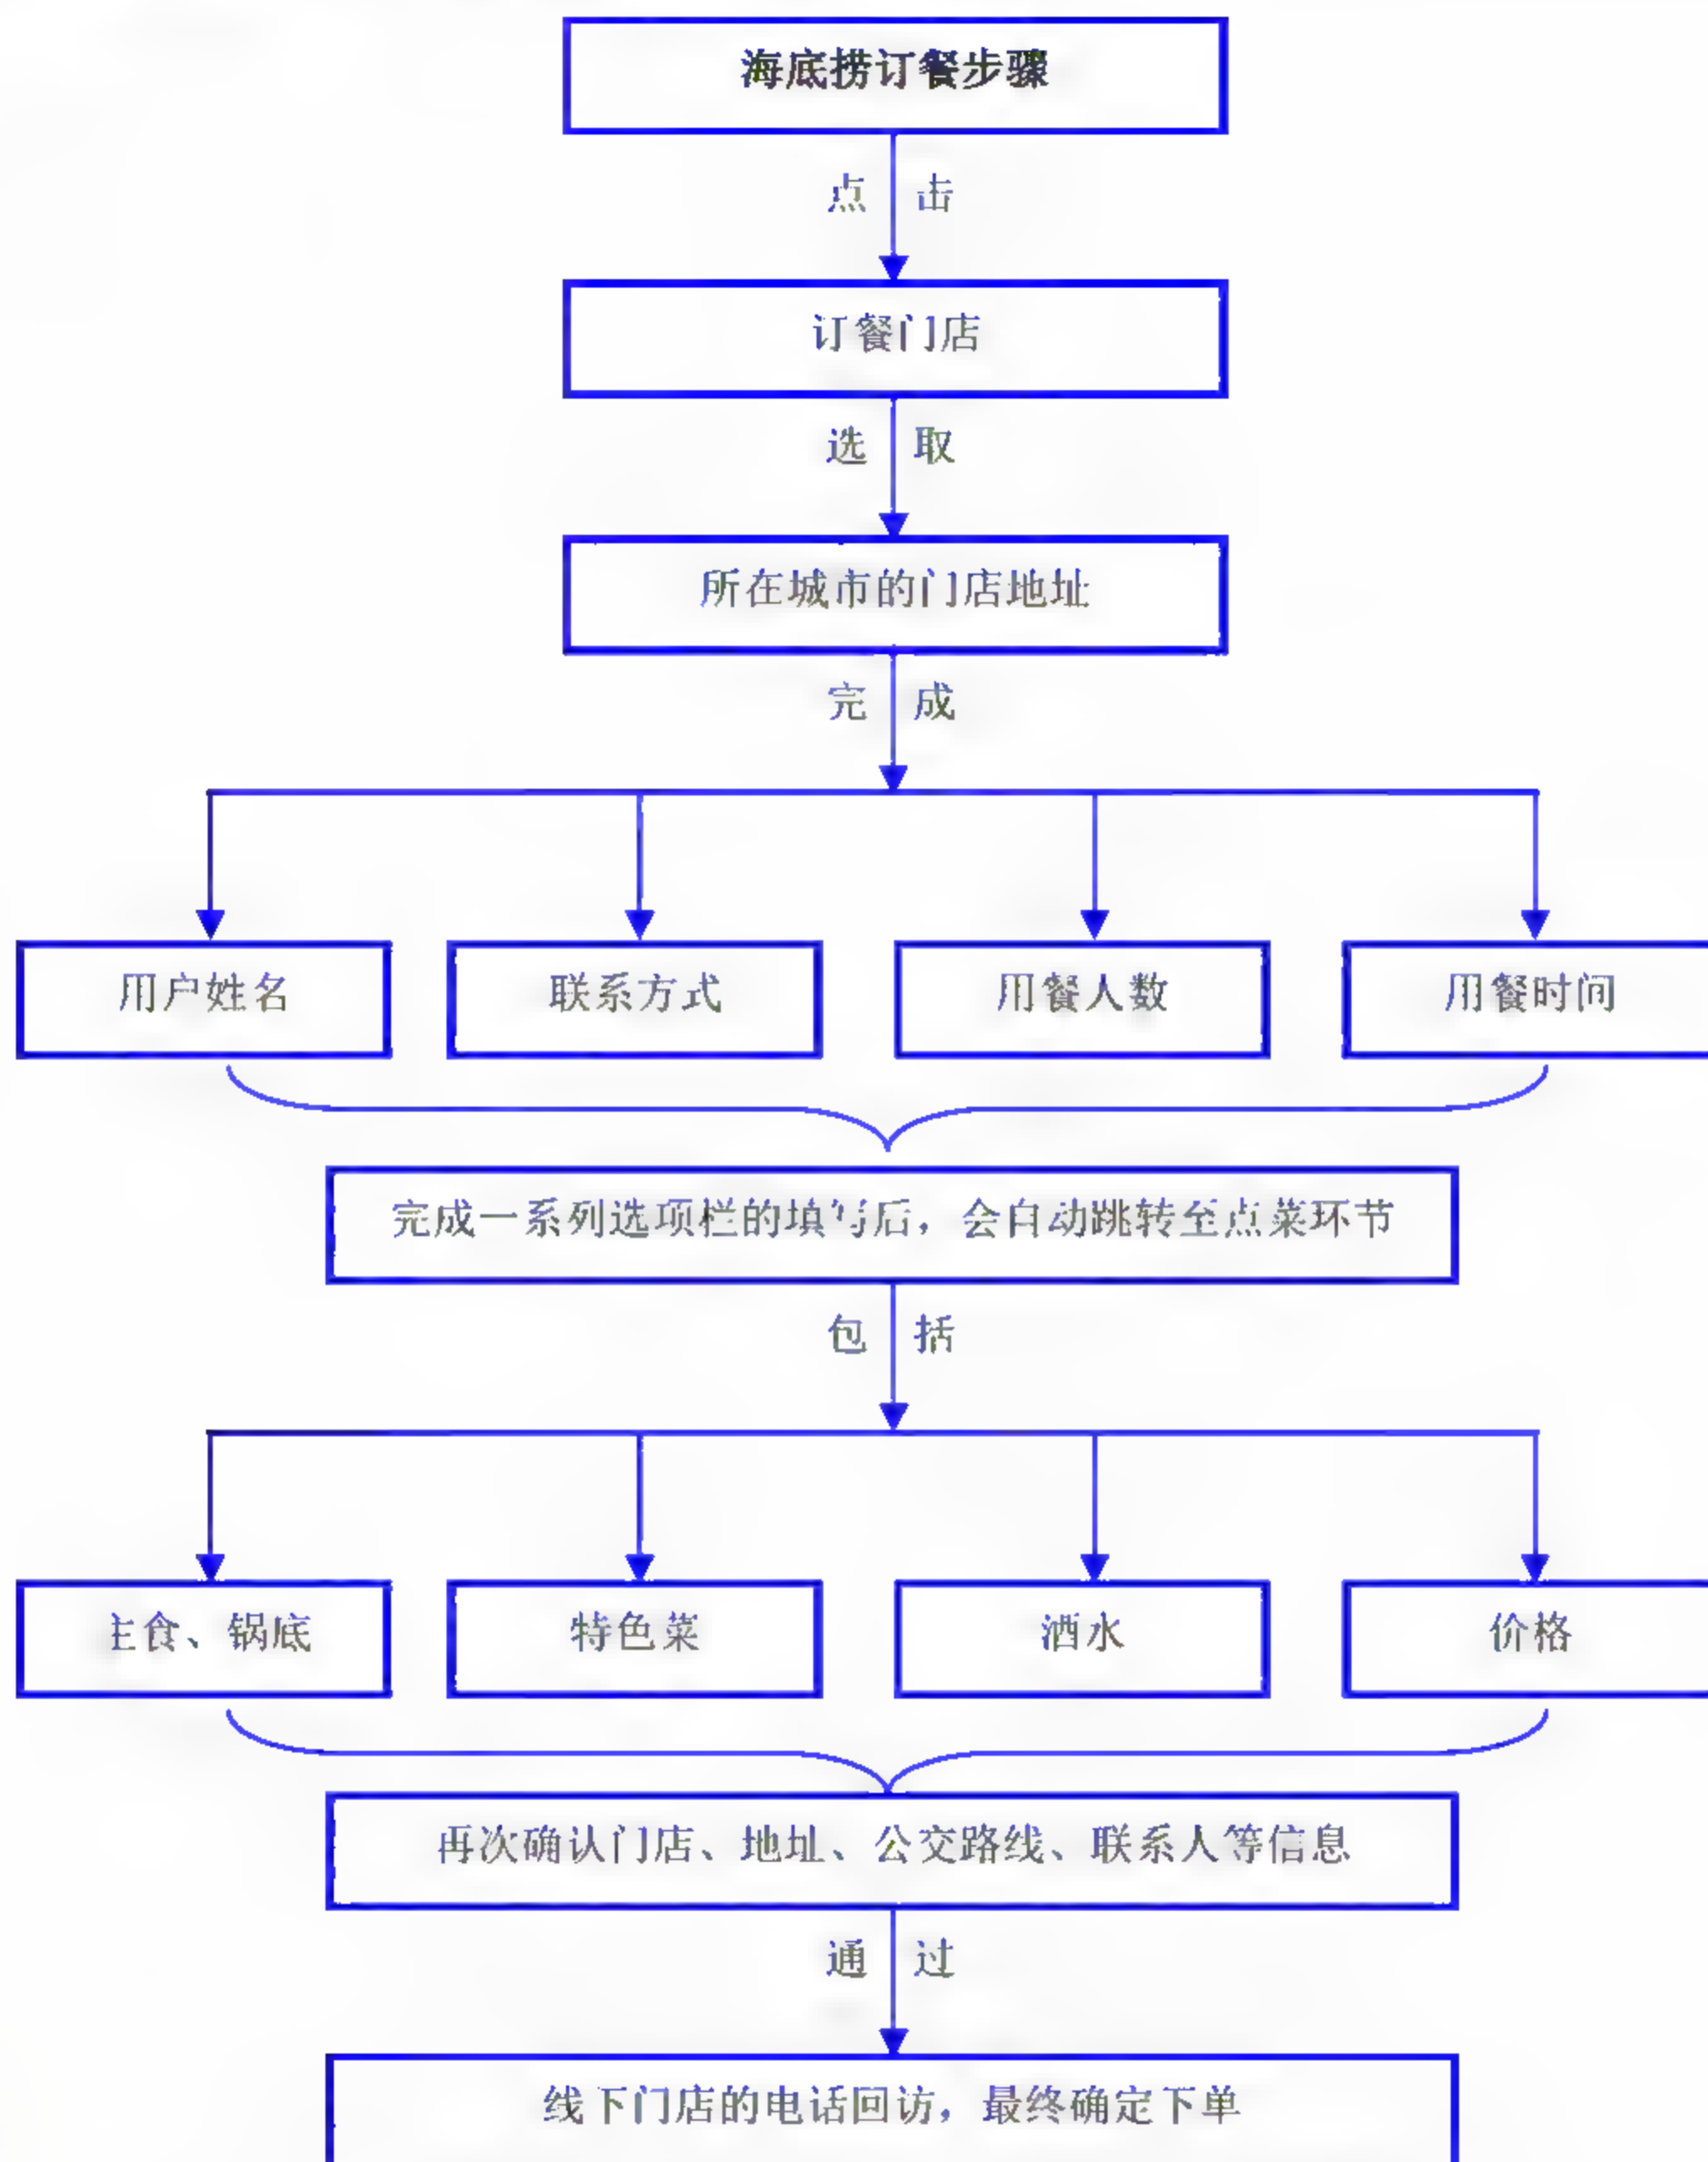 海底捞订餐步骤
点击
订餐门店
选取
所在城市的门店地址
完成
用户姓名
联系方式
用餐人数
用餐时间
完成一系列选项栏的填写后，会自动跳转至点菜环节
包括
主食、锅底
特色菜
酒水
价格
再次确认门店、地址、公交路线、联系人等信息
通过
线下门店的电话回访，最终确定下单